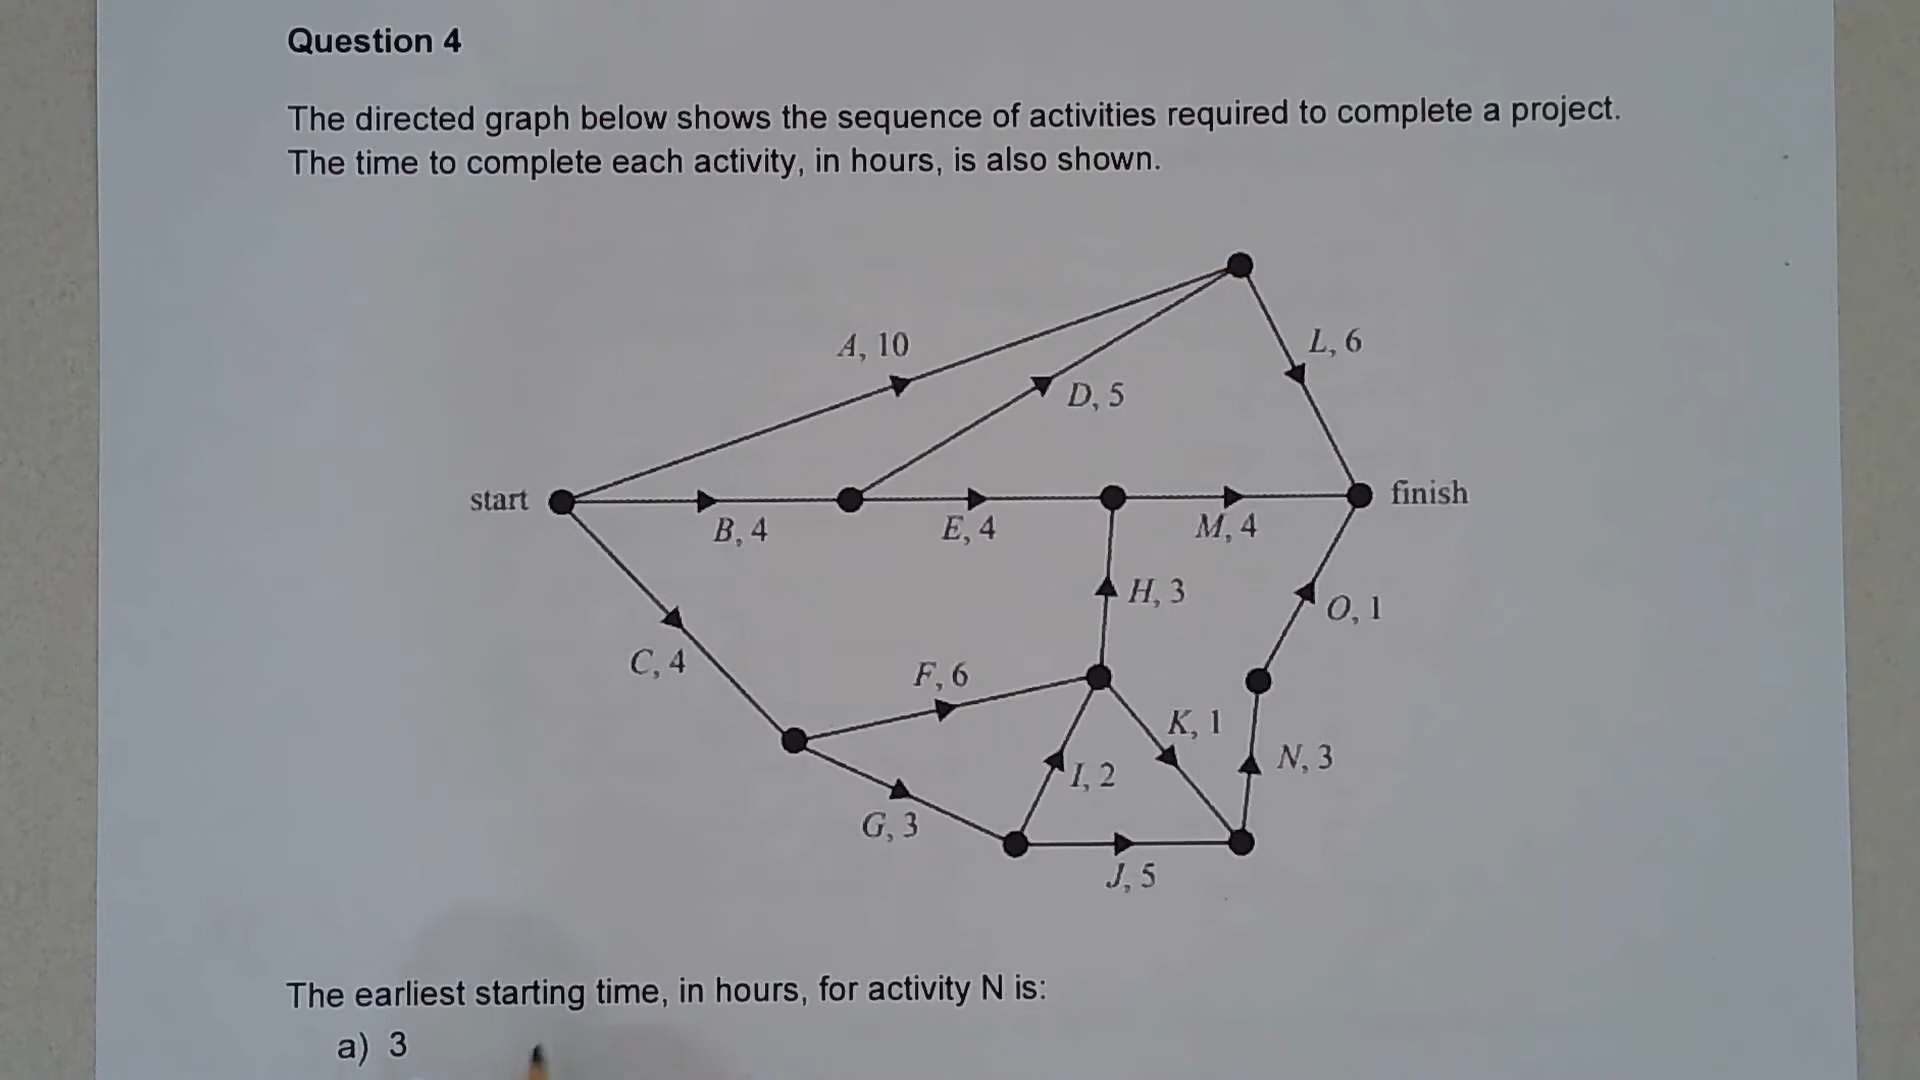 Question 4
The directed graph below shows the sequence of activities required to complete a project.
The time to complete each activity, in hours, is also shown.
A, 10
L, 6
D, 5
start
finish
B, 4
E, 4
M, 4
H, 3
O, 1
C, 4
F, 6
K, 1
N, 3
I, 2
G, 3
J, 5
The earliest starting time, in hours, for activity N is:
a) 3